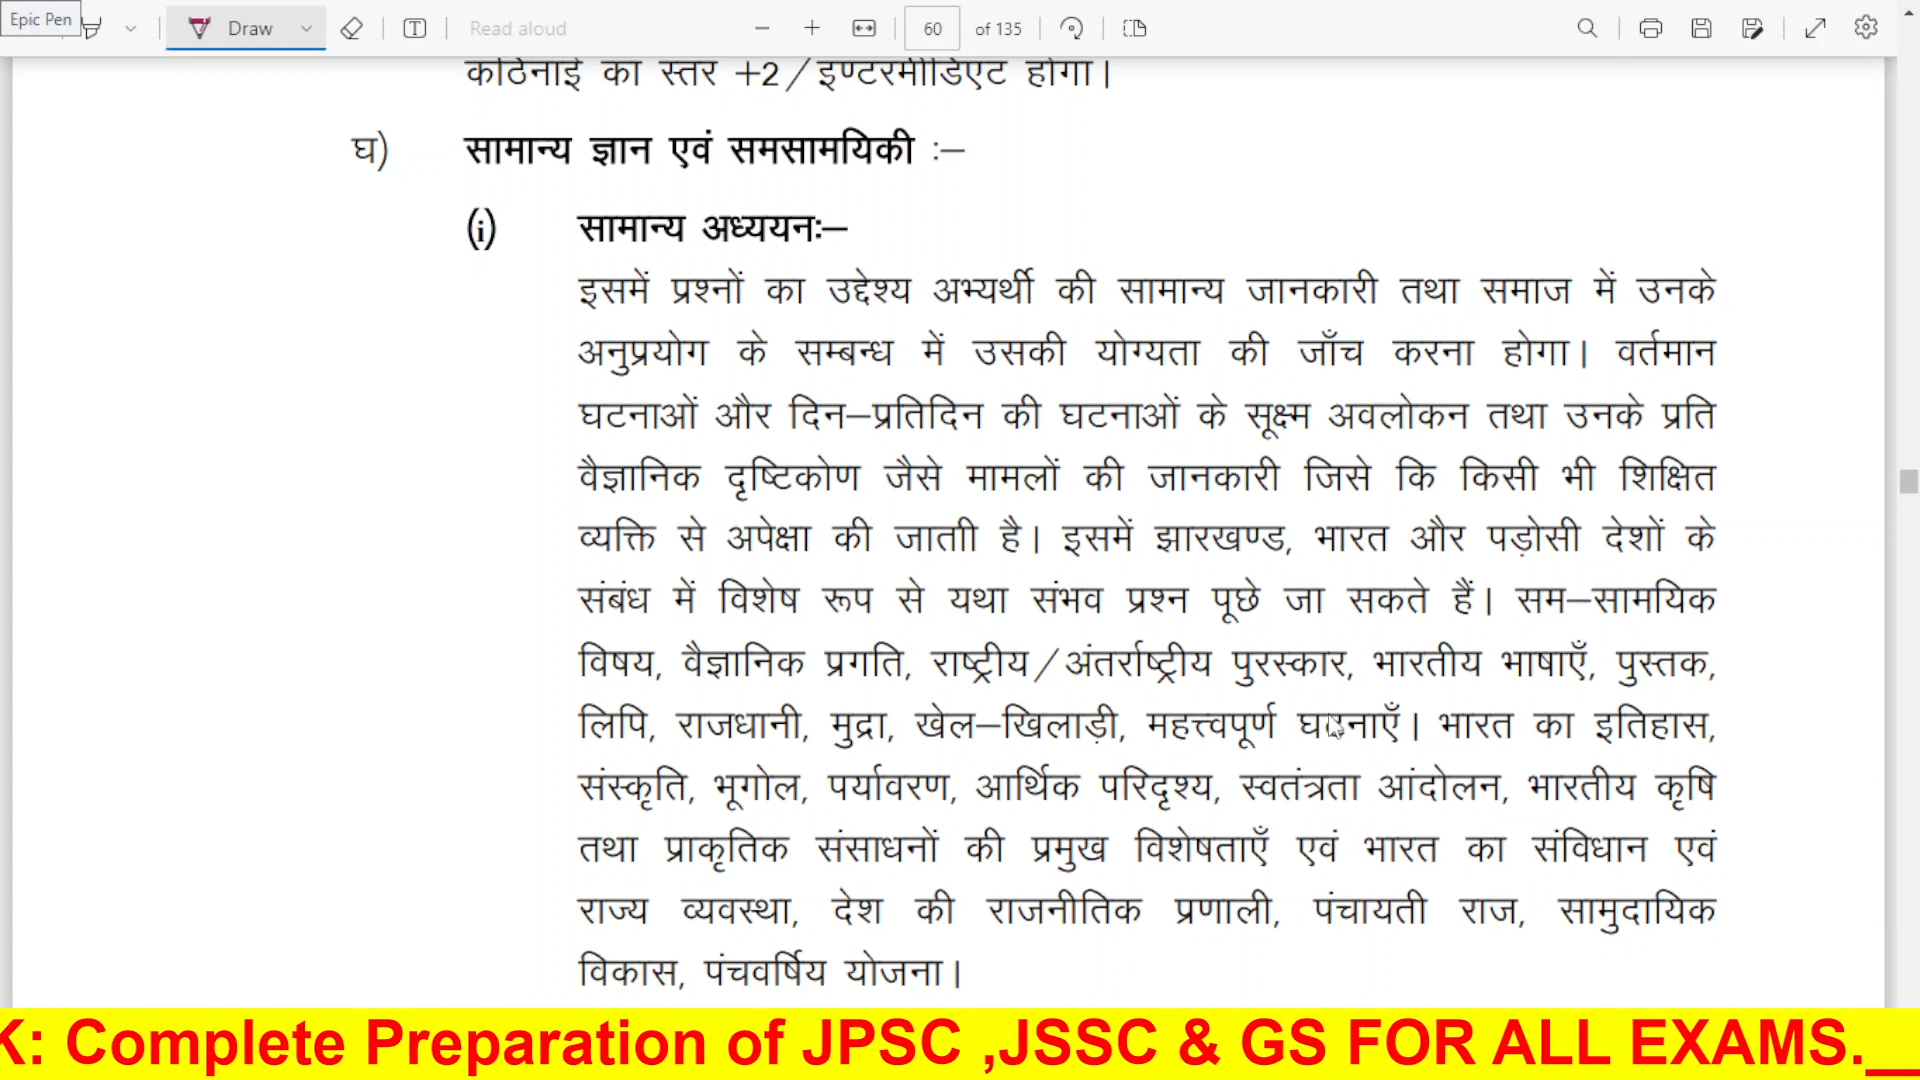 Epic Pen
Draw
Read aloud
60 of 135
कठिनाई का स्तर +2/इण्टरमीडिएट होगा।
घ) सामान्य ज्ञान एवं समसामयिकी :–
(i) सामान्य अध्ययनः–
इसमें प्रश्नों का उद्देश्य अभ्यर्थी की सामान्य जानकारी तथा समाज में उनके
अनुप्रयोग के सम्बन्ध में उसकी योग्यता की जाँच करना होगा। वर्तमान
घटनाओं और दिन–प्रतिदिन की घटनाओं के सूक्ष्म अवलोकन तथा उनके प्रति
वैज्ञानिक दृष्टिकोण जैसे मामलों की जानकारी जिसे कि किसी भी शिक्षित
व्यक्ति से अपेक्षा की जाताी है। इसमें झारखण्ड, भारत और पड़ोसी देशों के
संबंध में विशेष रूप से यथा संभव प्रश्न पूछे जा सकते हैं। सम–सामयिक
विषय, वैज्ञानिक प्रगति, राष्ट्रीय/अंतर्राष्ट्रीय पुरस्कार, भारतीय भाषाएँ, पुस्तक,
लिपि, राजधानी, मुद्रा, खेल–खिलाड़ी, महत्त्वपूर्ण घटनाएँ। भारत का इतिहास,
संस्कृति, भूगोल, पर्यावरण, आर्थिक परिदृश्य, स्वतंत्रता आंदोलन, भारतीय कृषि
तथा प्राकृतिक संसाधनों की प्रमुख विशेषताएँ एवं भारत का संविधान एवं
राज्य व्यवस्था, देश की राजनीतिक प्रणाली, पंचायती राज, सामुदायिक
विकास, पंचवर्षिय योजना।
K: Complete Preparation of JPSC ,JSSC & GS FOR ALL EXAMS.__